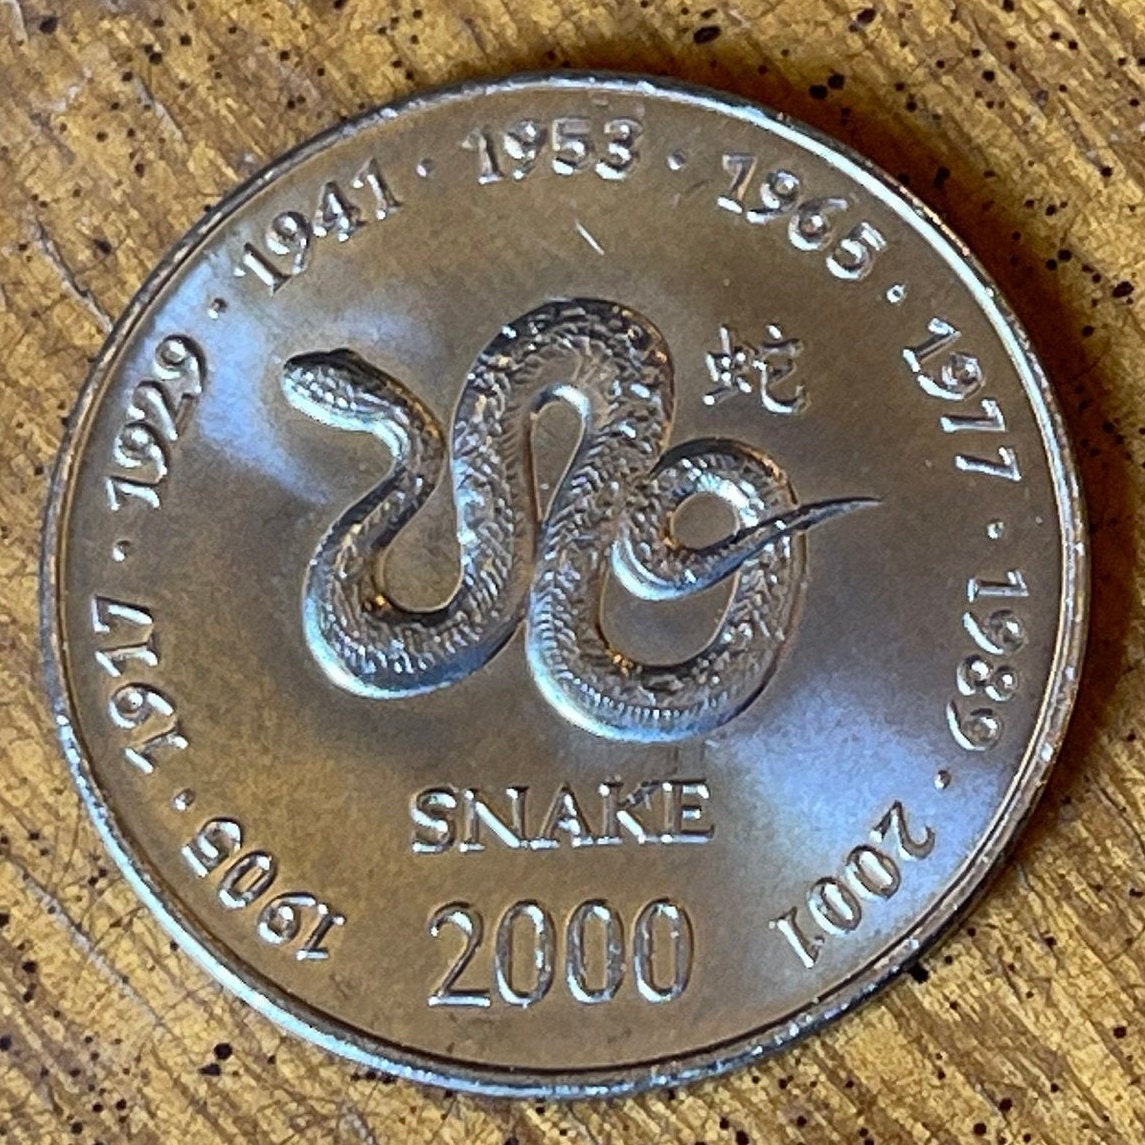 1905 · 1917 · 1929 · 1941 · 1953 · 1965 · 1977 · 1989 · 2001
蛇
SNAKE
2000